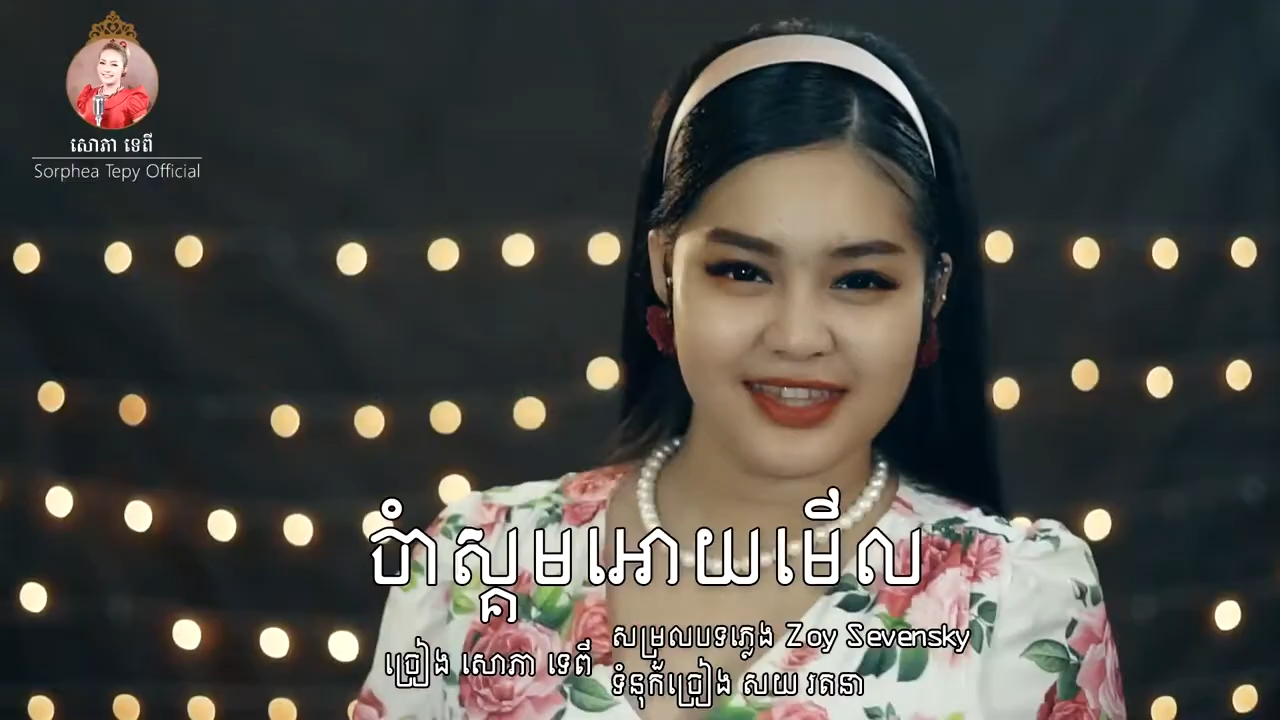 សោភា ទេពី
Sorphea Tepy Official
ចាំស្គមអោយមើល
ច្រៀង សោភា ទេពី
សម្រួលបទភ្លេង Zoy Sevensky
ទំនុក័ច្រៀង សយ រតនា